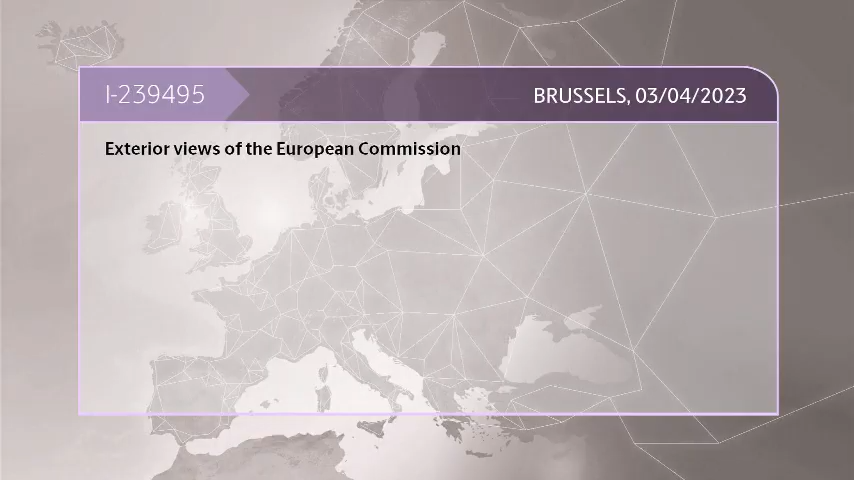 I-239495
BRUSSELS, 03/04/2023
Exterior views of the European Commission